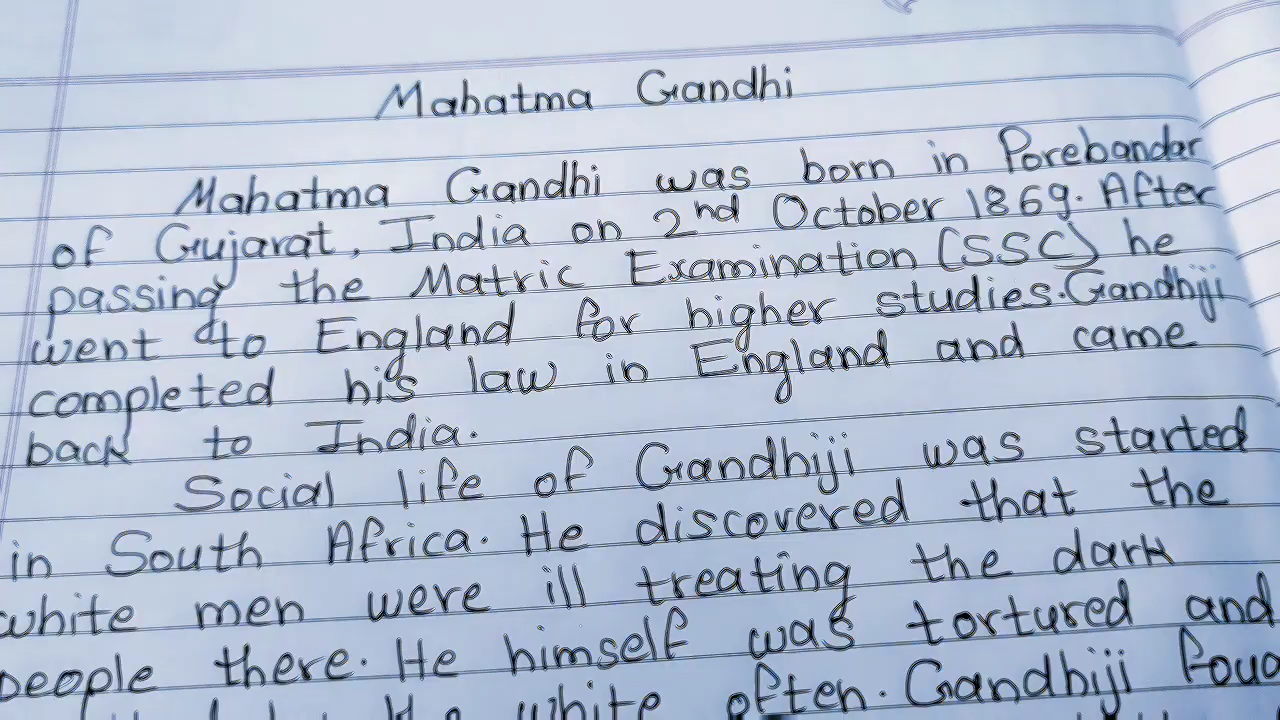 Mahatma Gandhi
Mahatma Gandhi was born in Porebandar
of Gujarat, India on 2nd October 1869. After
passing the Matric Examination (SSC) he
went to England for higher studies. Gandhiji
completed his law in England and came
back to India.
Social life of Gandhiji was started
in South Africa. He discovered that the
white men were ill treating the dark
people there. He himself was tortured and
white often. Gandhiji